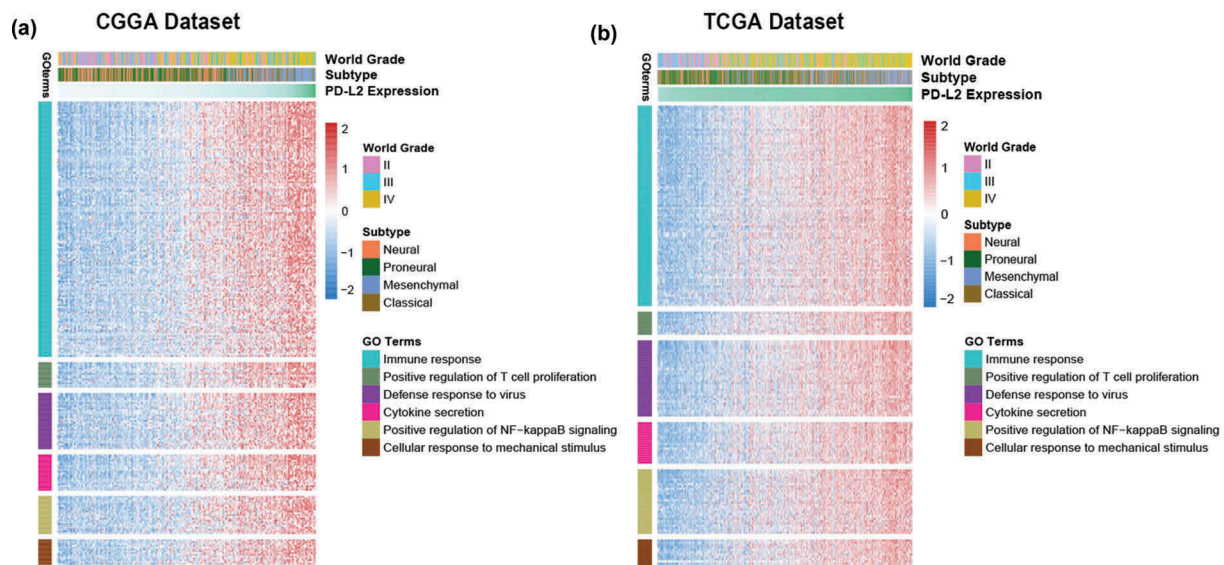 (a)
CGGA Dataset
GOterms
World Grade
Subtype
PD-L2 Expression
2
1
0
−1
−2
World Grade
II
III
IV
Subtype
Neural
Proneural
Mesenchymal
Classical
GO Terms
Immune response
Positive regulation of T cell proliferation
Defense response to virus
Cytokine secretion
Positive regulation of NF−kappaB signaling
Cellular response to mechanical stimulus
(b)
TCGA Dataset
GOterms
World Grade
Subtype
PD-L2 Expression
2
1
0
−1
−2
World Grade
II
III
IV
Subtype
Neural
Proneural
Mesenchymal
Classical
GO Terms
Immune response
Positive regulation of T cell proliferation
Defense response to virus
Cytokine secretion
Positive regulation of NF−kappaB signaling
Cellular response to mechanical stimulus